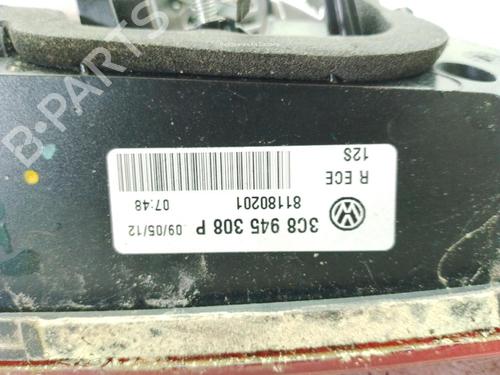 3C8 945 308 P 09/05/12
81180201 07:48
R ECE
12S
B-PARTS